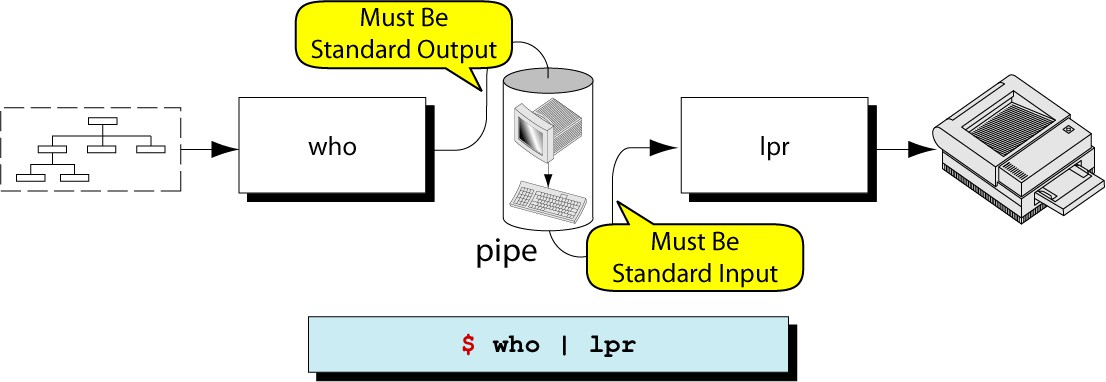 Must Be
Standard Output
who
lpr
pipe
Must Be
Standard Input
$ who | lpr